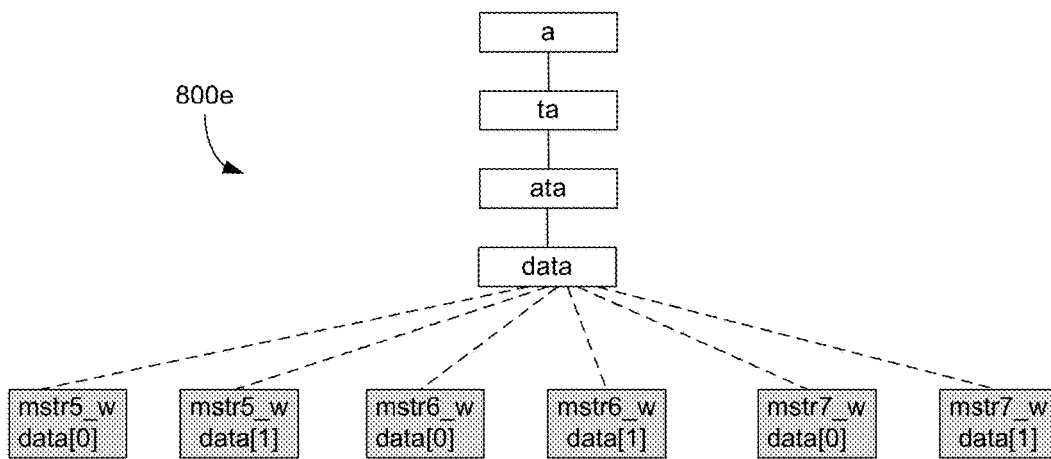 a
800e
ta
ata
data
mstr5_w
data[0]
mstr5_w
data[1]
mstr6_w
data[0]
mstr6_w
data[1]
mstr7_w
data[0]
mstr7_w
data[1]